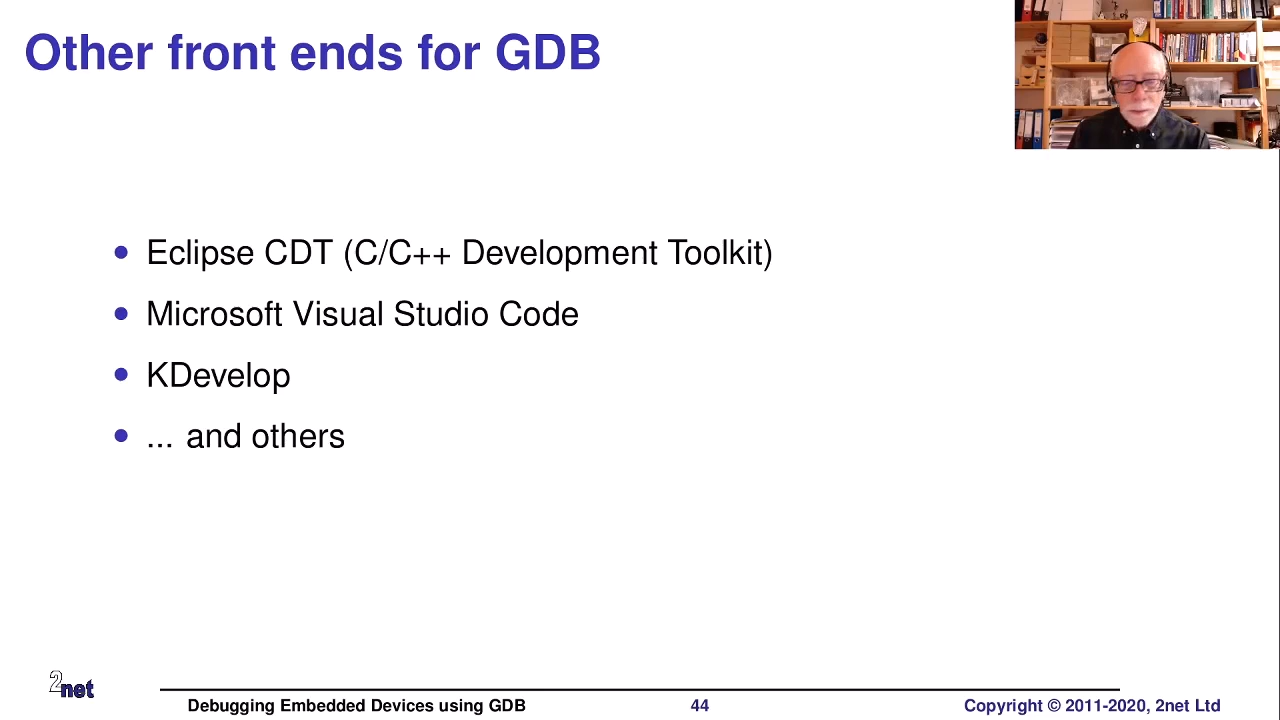 Other front ends for GDB
Eclipse CDT (C/C++ Development Toolkit)
Microsoft Visual Studio Code
KDevelop
... and others
2net
Debugging Embedded Devices using GDB
44
Copyright © 2011-2020, 2net Ltd